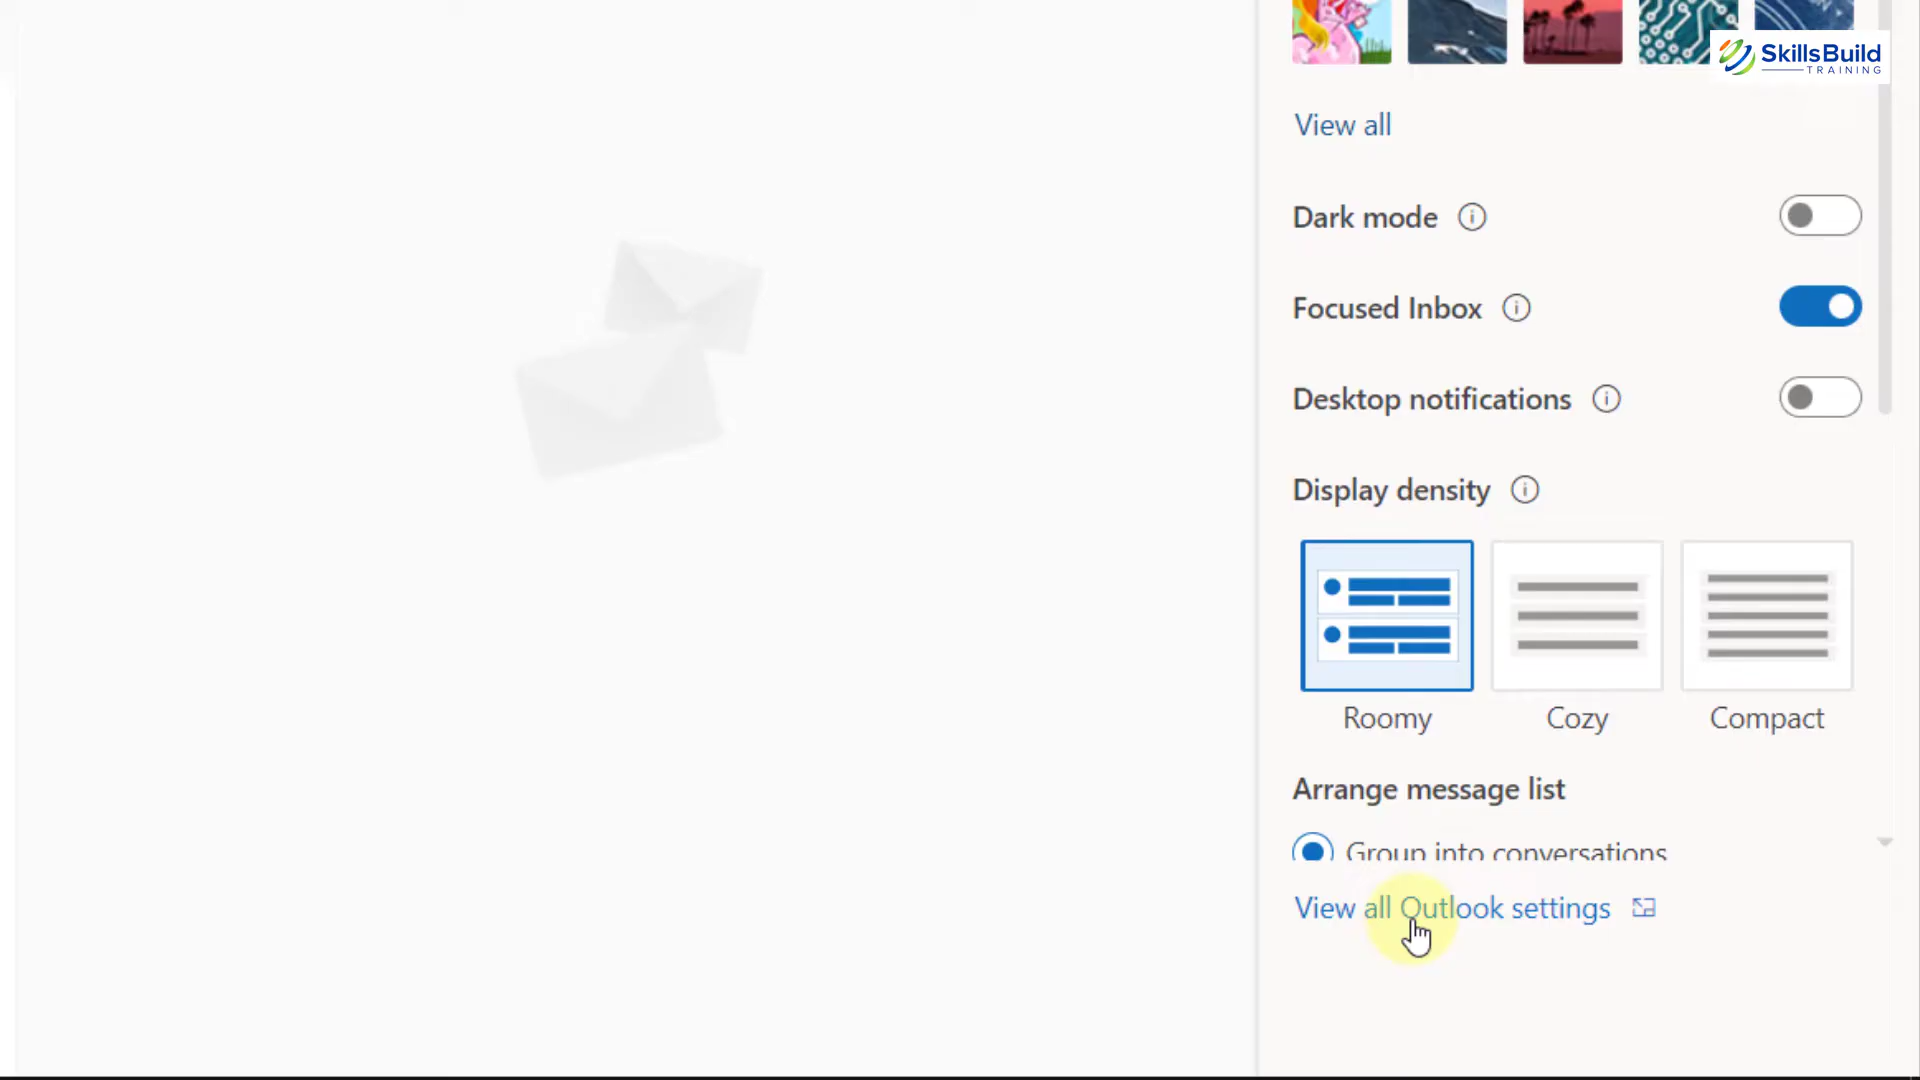 SkillsBuild
TRAINING
View all
Dark mode
Focused Inbox
Desktop notifications
Display density
Roomy Cozy Compact
Arrange message list
Group into conversations
View all Outlook settings